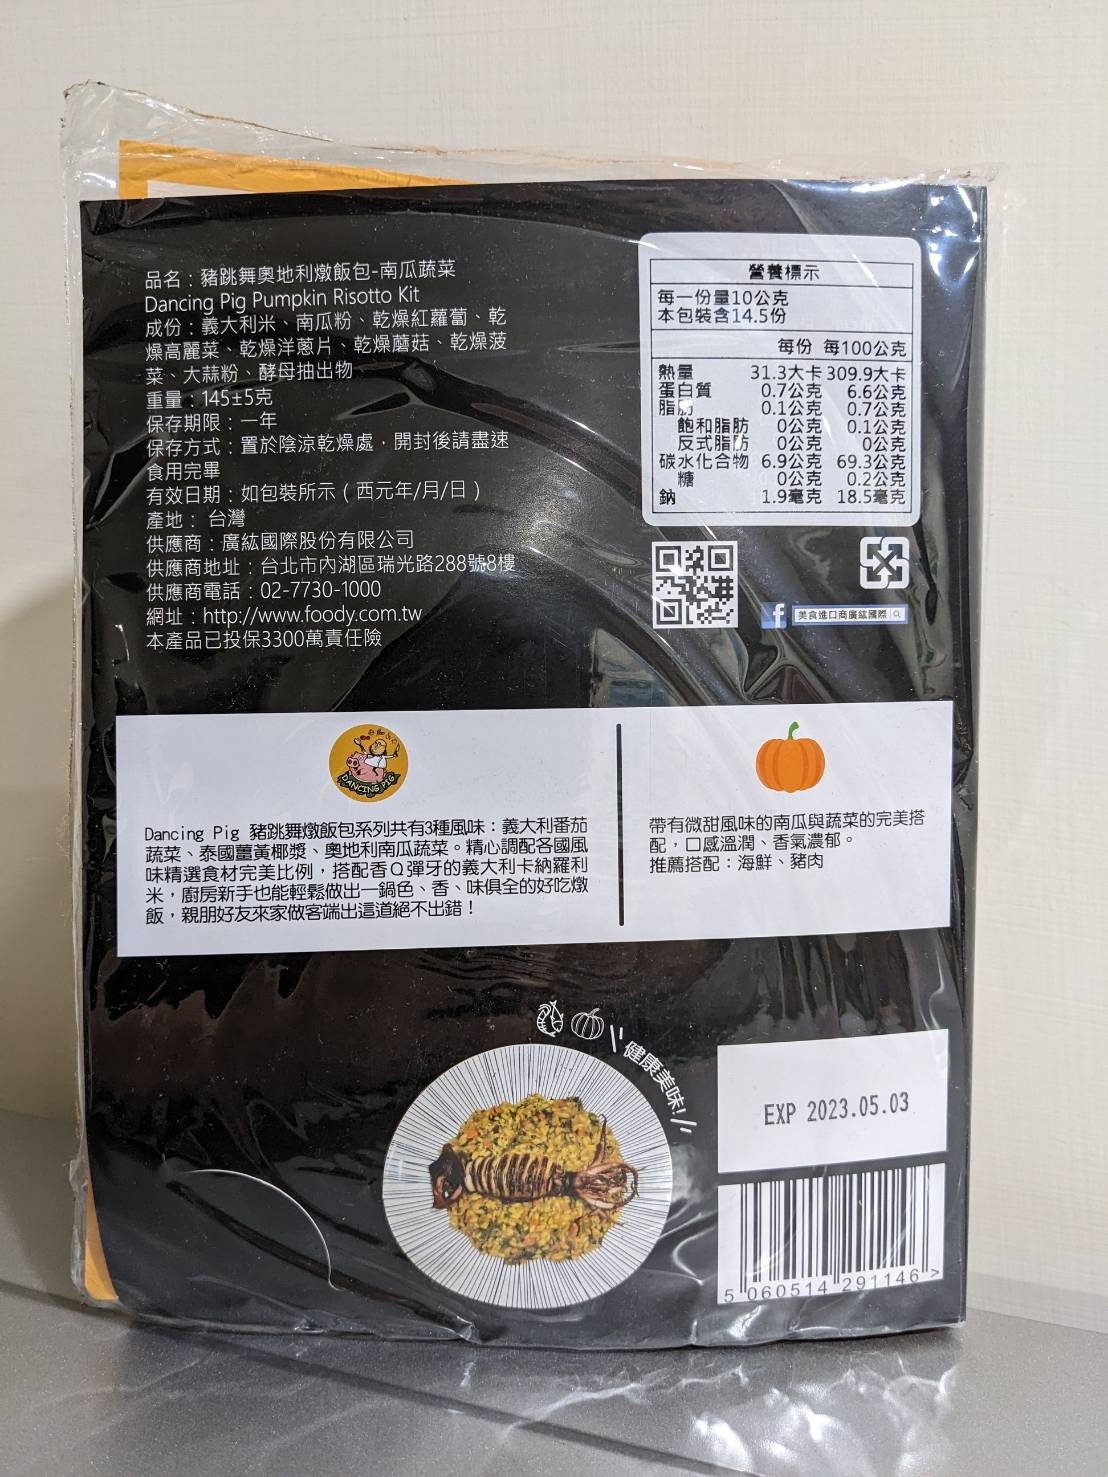 品名：豬跳舞奧地利燉飯包-南瓜蔬菜
Dancing Pig Pumpkin Risotto Kit
成份：義大利米、南瓜粉、乾燥紅蘿蔔、乾
燥高麗菜、乾燥洋蔥片、乾燥蘑菇、乾燥菠
菜、大蒜粉、酵母抽出物
重量：145±5克
保存期限：一年
保存方式：置於陰涼乾燥處，開封後請盡速
食用完畢
有效日期：如包裝所示（西元年/月/日）
產地： 台灣
供應商：廣紘國際股份有限公司
供應商地址：台北市內湖區瑞光路288號8樓
供應商電話：02-7730-1000
網址：http://www.foody.com.tw
本產品已投保3300萬責任險
營養標示
每一份量10公克
本包裝含14.5份
每份 每100公克
熱量 31.3大卡 309.9大卡
蛋白質 0.7公克 6.6公克
脂肪 0.1公克 0.7公克
飽和脂肪 0公克 0.1公克
反式脂肪 0公克 0公克
碳水化合物 6.9公克 69.3公克
糖 0公克 0.2公克
鈉 1.9毫克 18.5毫克
f 美食進口商廣紘國際
DANCING PIG
Dancing Pig 豬跳舞燉飯包系列共有3種風味：義大利番茄
蔬菜、泰國薑黃椰漿、奧地利南瓜蔬菜。精心調配各國風
味精選食材完美比例，搭配香Q彈牙的義大利卡納羅利
米，廚房新手也能輕鬆做出一鍋色、香、味俱全的好吃燉
飯，親朋好友來家做客端出這道絕不出錯！
帶有微甜風味的南瓜與蔬菜的完美搭
配，口感溫潤、香氣濃郁。
推薦搭配：海鮮、豬肉
健康美味!
EXP 2023.05.03
5 060514 291146 >